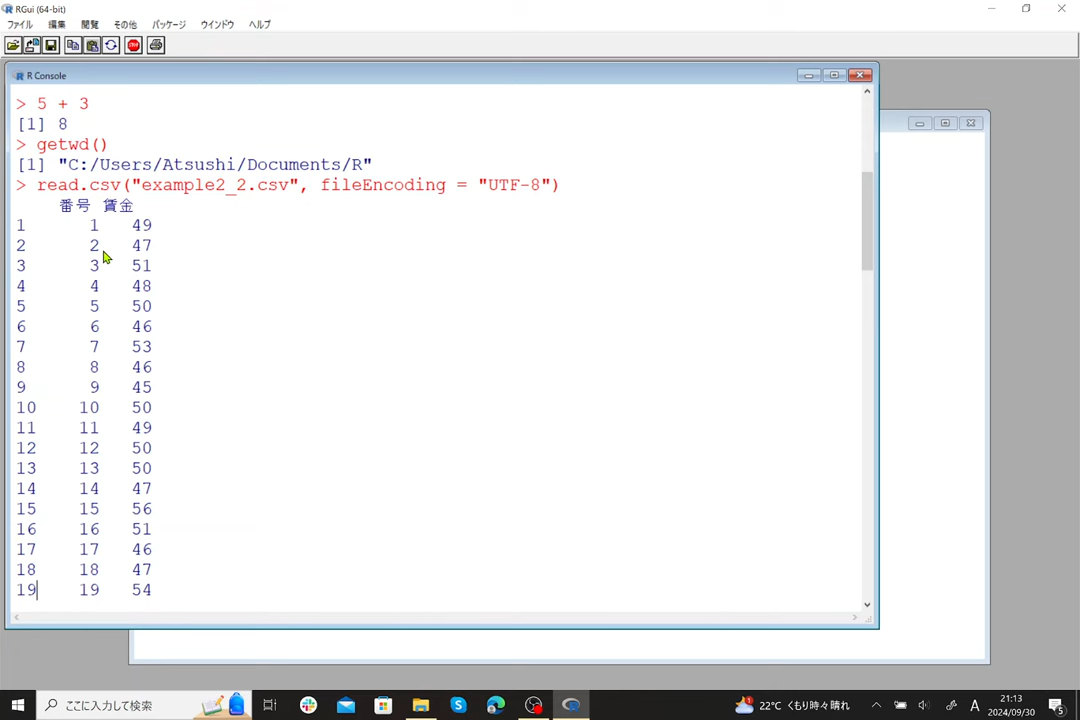 RGui (64-bit)
ファイル 編集 閲覧 その他 パッケージ ウインドウ ヘルプ
STOP
R Console
> 5 + 3
[1] 8
> getwd()
[1] "C:/Users/Atsushi/Documents/R"
> read.csv("example2_2.csv", fileEncoding = "UTF-8")
番号 賃金
1 1 49
2 2 47
3 3 51
4 4 48
5 5 50
6 6 46
7 7 53
8 8 46
9 9 45
10 10 50
11 11 49
12 12 50
13 13 50
14 14 47
15 15 56
16 16 51
17 17 46
18 18 47
19 19 54
ここに入力して検索
22℃ くもり時々晴れ
A
21:13
2024/09/30
5